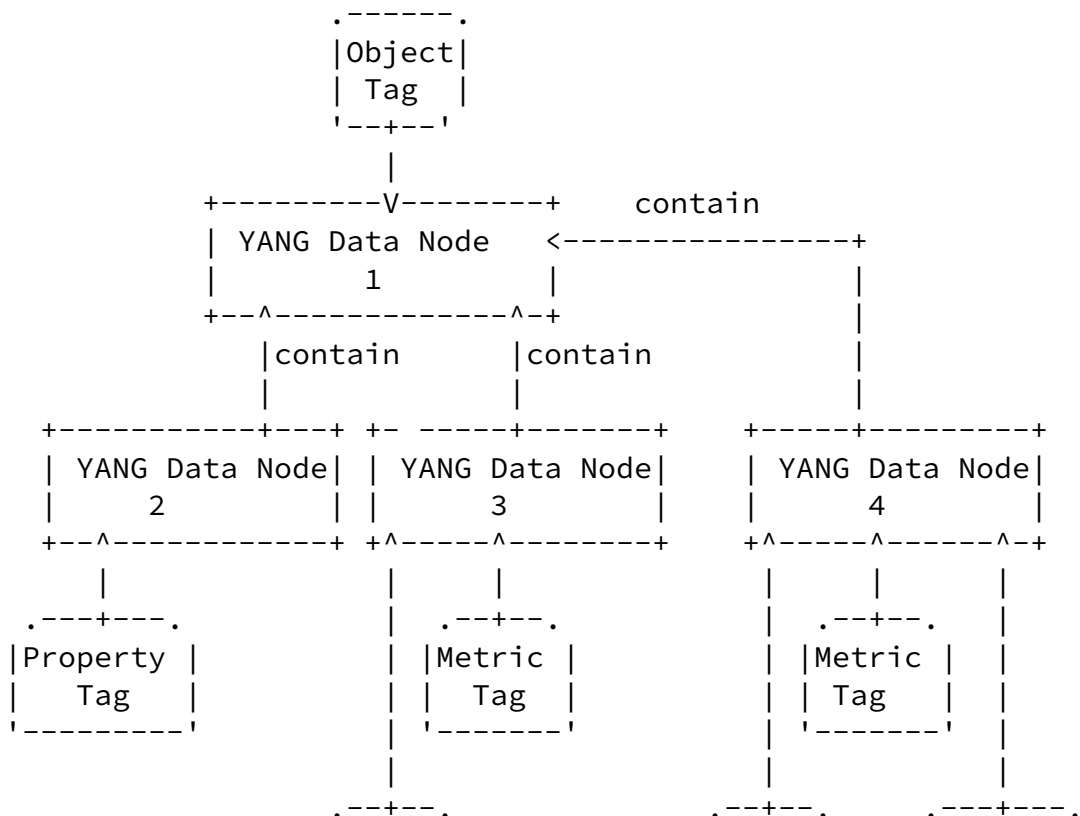 Object
Tag
contain
YANG Data Node
1
contain contain
YANG Data Node YANG Data Node YANG Data Node
2 3 4
Property Metric Metric
Tag Tag Tag